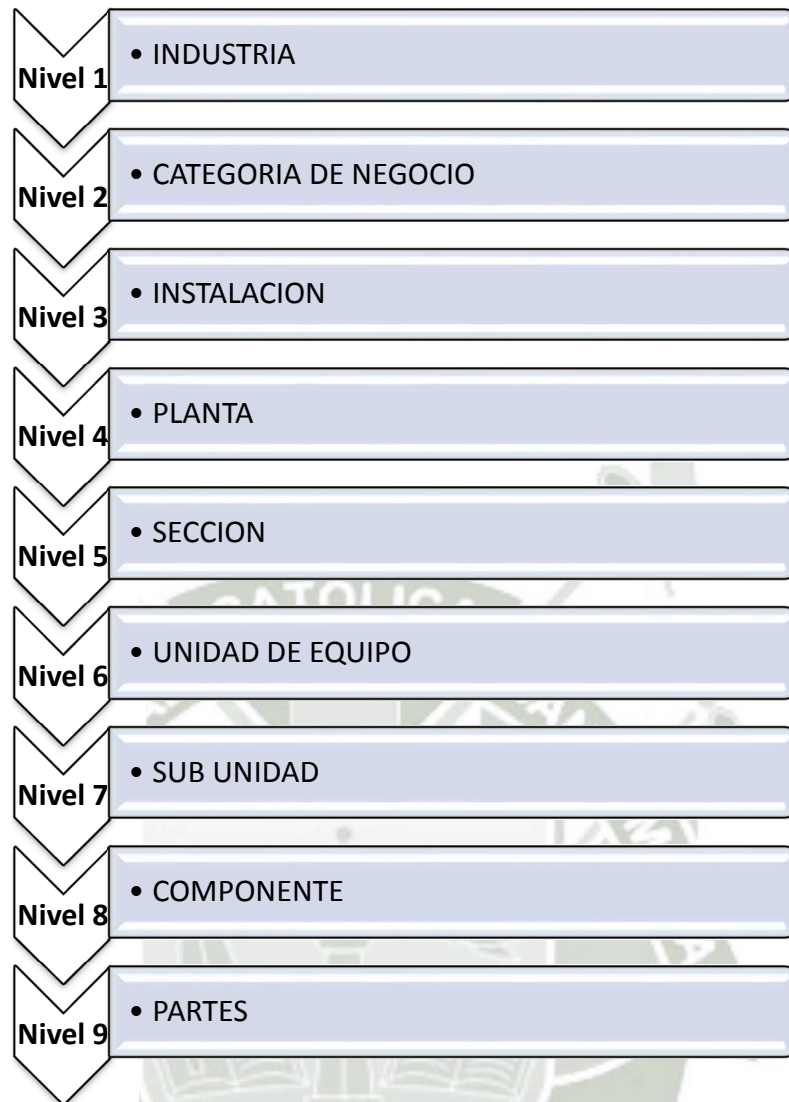 Nivel 1
• INDUSTRIA
Nivel 2
• CATEGORIA DE NEGOCIO
Nivel 3
• INSTALACION
Nivel 4
• PLANTA
Nivel 5
• SECCION
CATOLICA
Nivel 6
• UNIDAD DE EQUIPO
Nivel 7
• SUB UNIDAD
Nivel 8
• COMPONENTE
Nivel 9
• PARTES